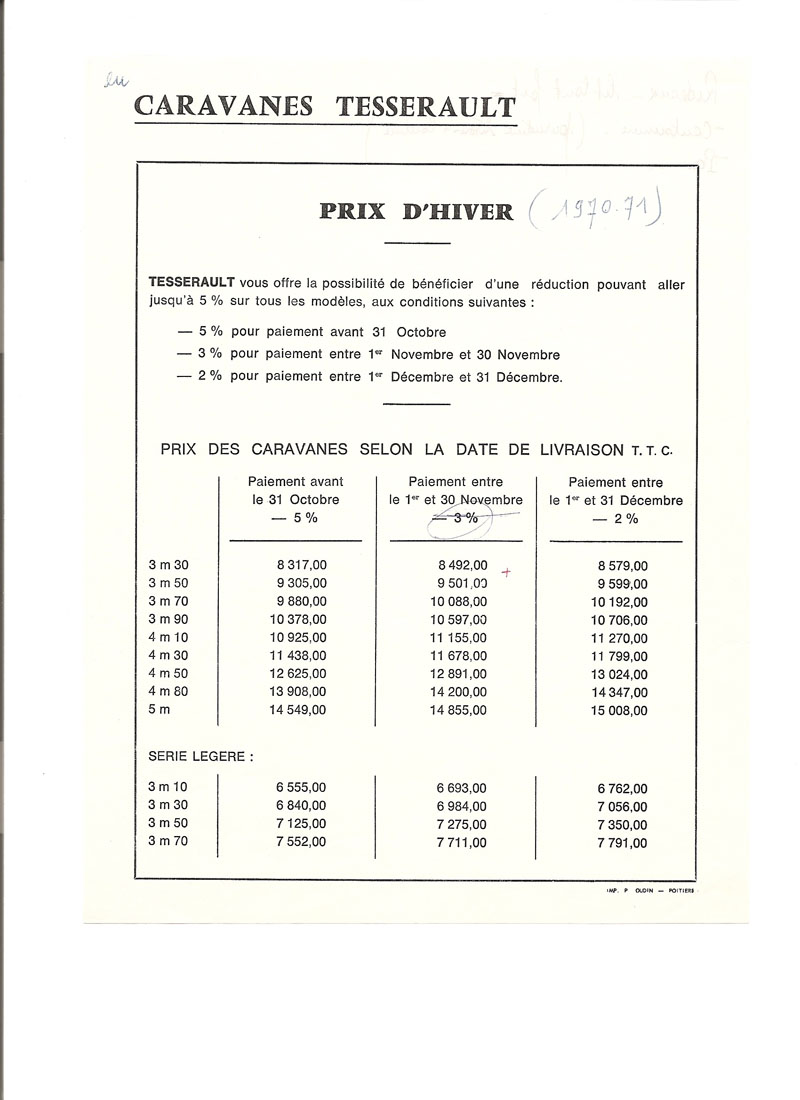 eu
CARAVANES TESSERAULT
PRIX D'HIVER (1970.71)
TESSERAULT vous offre la possibilité de bénéficier d'une réduction pouvant aller
jusqu'à 5 % sur tous les modèles, aux conditions suivantes :
— 5 % pour paiement avant 31 Octobre
— 3 % pour paiement entre 1er Novembre et 30 Novembre
— 2 % pour paiement entre 1er Décembre et 31 Décembre.
PRIX DES CARAVANES SELON LA DATE DE LIVRAISON T. T. C.
Paiement avant Paiement entre Paiement entre
le 31 Octobre le 1er et 30 Novembre le 1er et 31 Décembre
— 5 % — 3 % — 2 %
3 m 30 8 317,00 8 492,00 8 579,00
3 m 50 9 305,00 9 501,00 + 9 599,00
3 m 70 9 880,00 10 088,00 10 192,00
3 m 90 10 378,00 10 597,00 10 706,00
4 m 10 10 925,00 11 155,00 11 270,00
4 m 30 11 438,00 11 678,00 11 799,00
4 m 50 12 625,00 12 891,00 13 024,00
4 m 80 13 908,00 14 200,00 14 347,00
5 m 14 549,00 14 855,00 15 008,00
SERIE LEGERE :
3 m 10 6 555,00 6 693,00 6 762,00
3 m 30 6 840,00 6 984,00 7 056,00
3 m 50 7 125,00 7 275,00 7 350,00
3 m 70 7 552,00 7 711,00 7 791,00
IMP. P OUDIN — POITIERS